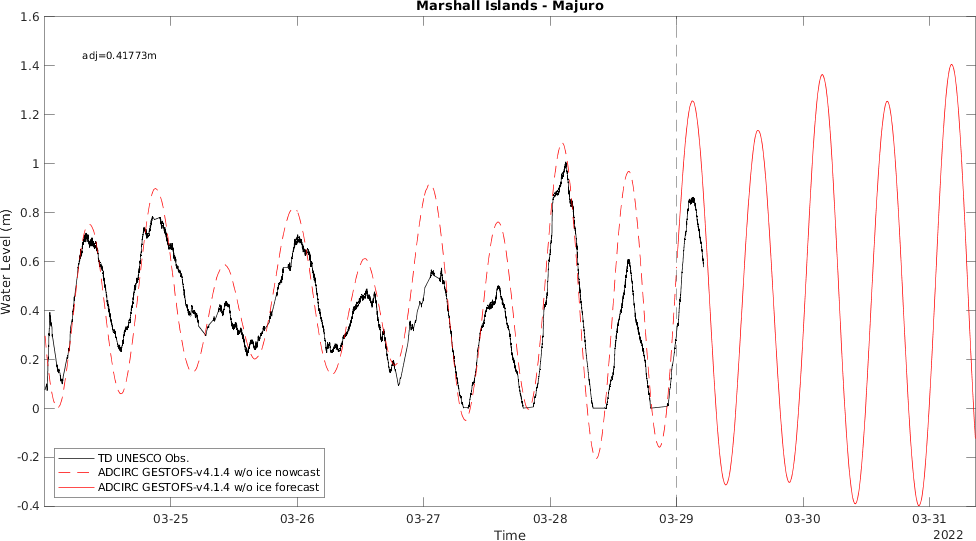 Marshall Islands - Majuro
1.6
adj=0.41773m
1.4
1.2
1
0.8
0.6
0.4
0.2
0
-0.2
-0.4
Water Level (m)
TD UNESCO Obs.
ADCIRC GESTOFS-v4.1.4 w/o ice nowcast
ADCIRC GESTOFS-v4.1.4 w/o ice forecast
03-25 03-26 03-27 03-28 03-29 03-30 03-31
Time
2022